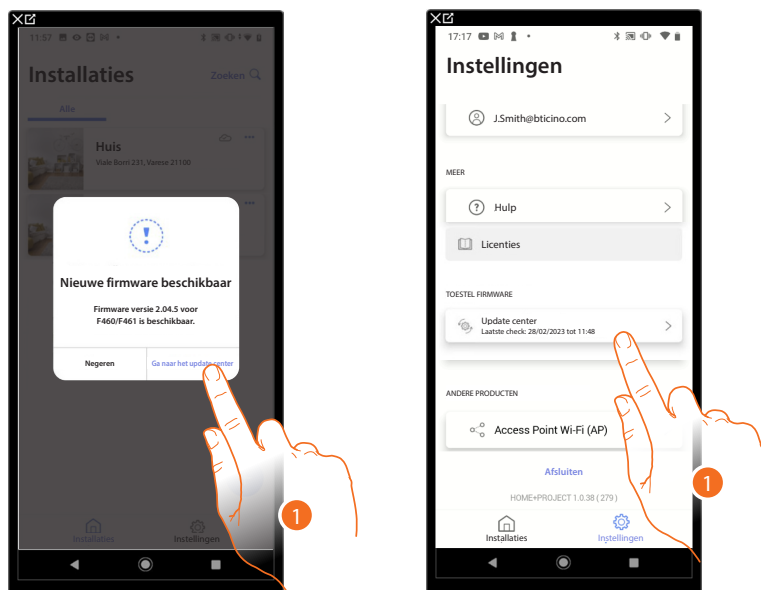 11:57
Installaties
Zoeken
Alle
Huis
Viale Borri 231, Varese 21100
Nieuwe firmware beschikbaar
Firmware versie 2.04.5 voor
F460/F461 is beschikbaar.
Negeren
Ga naar het update center
1
Installaties
Instellingen
17:17
Instellingen
J.Smith@bticino.com
MEER
Hulp
Licenties
TOESTEL FIRMWARE
Update center
Laatste check: 28/02/2023 tot 11:48
ANDERE PRODUCTEN
Access Point Wi-Fi (AP)
1
Afsluiten
HOME+PROJECT 1.0.38 ( 279 )
Installaties
Instellingen